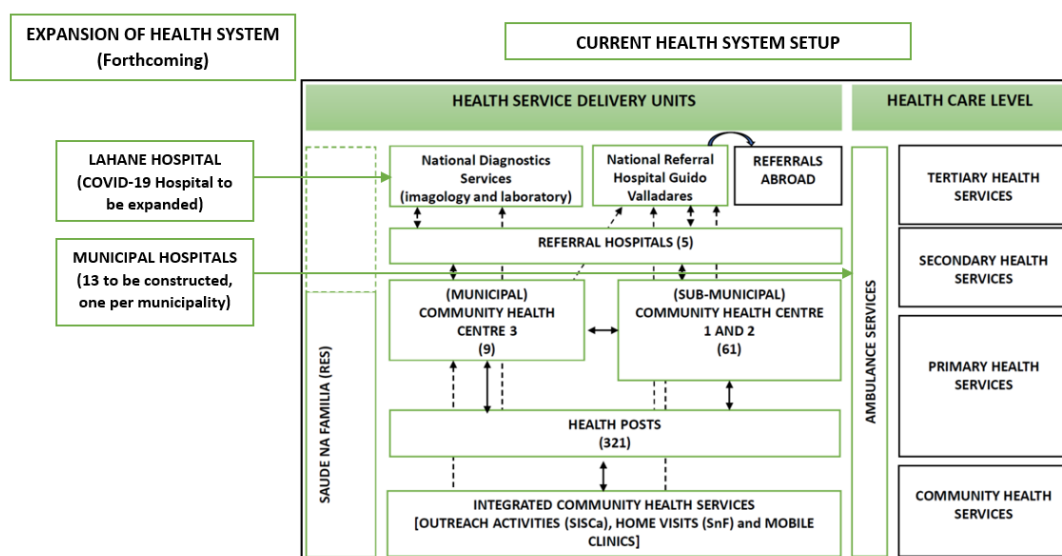 EXPANSION OF HEALTH SYSTEM
(Forthcoming)
CURRENT HEALTH SYSTEM SETUP
HEALTH SERVICE DELIVERY UNITS
HEALTH CARE LEVEL
LAHANE HOSPITAL
(COVID-19 Hospital to
be expanded)
MUNICIPAL HOSPITALS
(13 to be constructed,
one per municipality)
SAUDE NA FAMILIA (RES)
National Diagnostics
Services
(imagology and laboratory)
National Referral
Hospital Guido
Valladares
REFERRALS
ABROAD
REFERRAL HOSPITALS (5)
(MUNICIPAL)
COMMUNITY HEALTH
CENTRE 3
(9)
(SUB-MUNICIPAL)
COMMUNITY HEALTH CENTRE
1 AND 2
(61)
HEALTH POSTS
(321)
INTEGRATED COMMUNITY HEALTH SERVICES
[OUTREACH ACTIVITIES (SISCa), HOME VISITS (SnF) and MOBILE
CLINICS]
AMBULANCE SERVICES
TERTIARY HEALTH
SERVICES
SECONDARY HEALTH
SERVICES
PRIMARY HEALTH
SERVICES
COMMUNITY HEALTH
SERVICES